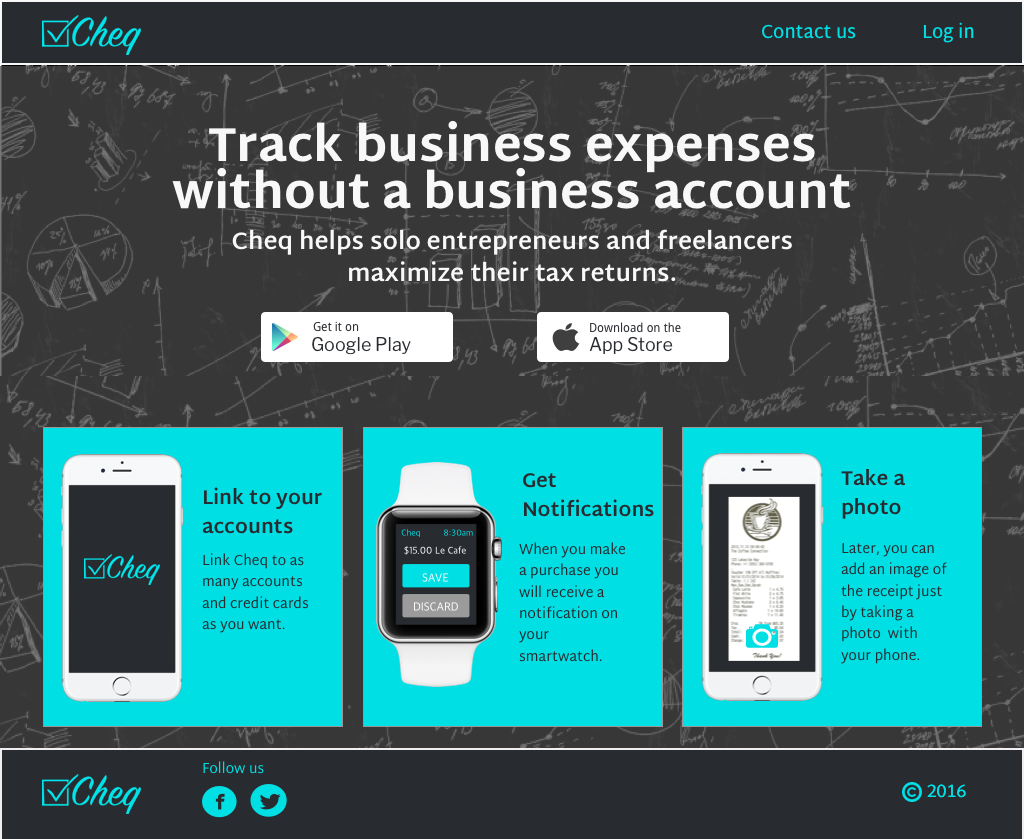 Cheq
Contact us
Log in
Track business expenses
without a business account
Cheq helps solo entrepreneurs and freelancers
maximize their tax returns.
Get it on
Google Play
Download on the
App Store
Cheq
Link to your
accounts
Link Cheq to as
many accounts
and credit cards
as you want.
Cheq 8:30am
$15.00 Le Cafe
SAVE
DISCARD
Get
Notifications
When you make
a purchase you
will receive a
notification on
your
smartwatch.
Thank You!
Take a
photo
Later, you can
add an image of
the receipt just
by taking a
photo with
your phone.
Cheq
Follow us
© 2016